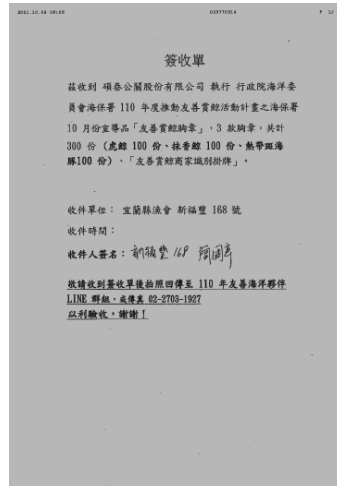 簽收單
茲收到 碩泰公關股份有限公司 執行 行政院海洋委
員會海保署 110 年度推動友善賞鯨活動計畫之海保署
10 月份宣導品「友善賞鯨胸章」，3 款胸章，共計
300 份（虎鯨 100 份、抹香鯨 100 份、熱帶斑海
豚100 份）、「友善賞鯨商家識別掛牌」。
收件單位： 宜蘭縣漁會 新福豐 168 號
收件時間：
收件人簽名：新福豐 168
敬請收到簽收單後拍照回傳至 110 年友善海洋夥伴
LINE 群組，或傳真 02-2703-1927
以利驗收，謝謝！